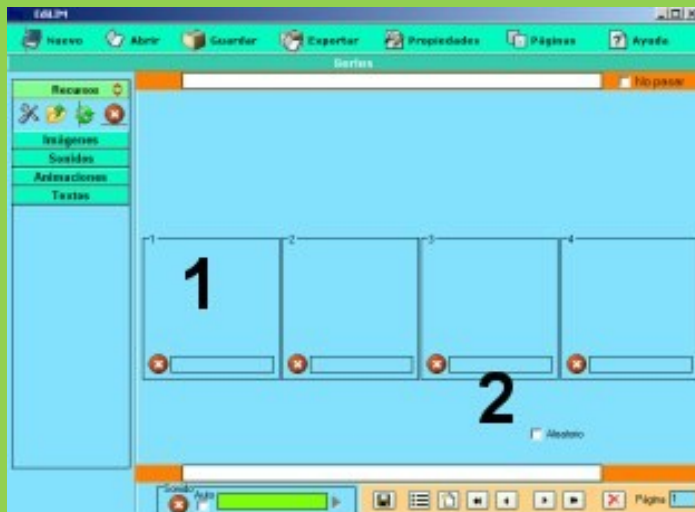 EdiLIM
Nuevo Abrir Guardar Exportar Propiedades Páginas Ayuda
Series
Recursos
No pasar
Imágenes
Sonidos
Animaciones
Textos
1 2 3 4
1
2
Aleatorio
Sonido
Auto
Página 1